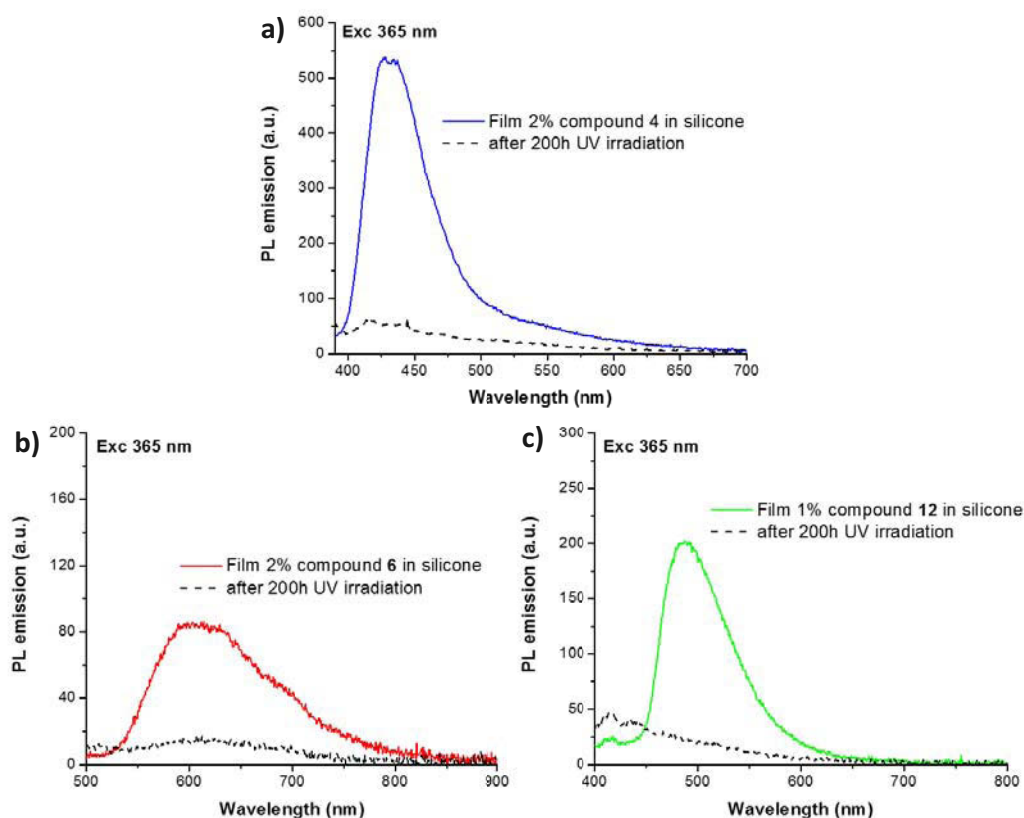 a)
Exc 365 nm
Film 2% compound 4 in silicone
after 200h UV irradiation
PL emission (a.u.)
600
500
400
300
200
100
0
400 450 500 550 600 650 700
Wavelength (nm)
b)
Exc 365 nm
Film 2% compound 6 in silicone
after 200h UV irradiation
PL emission (a.u.)
200
160
120
80
40
0
500 600 700 800 900
Wavelength (nm)
c)
Exc 365 nm
Film 1% compound 12 in silicone
after 200h UV irradiation
PL emission (a.u.)
300
250
200
150
100
50
0
400 500 600 700 800
Wavelength (nm)